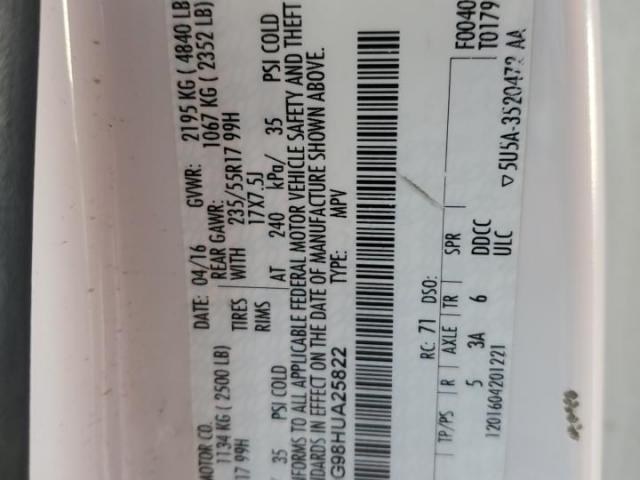 DATE: 04/16 GVWR: 2195 KG ( 4840 LB
MOTOR CO. REAR GAWR: 1067 KG ( 2352 LB)
1134 KG ( 2500 LB) TIRES WITH 235/55R17 99H
17 99H RIMS 17X7.5J
35 PSI COLD AT 240 kPa/ 35 PSI COLD
FORMS TO ALL APPLICABLE FEDERAL MOTOR VEHICLE SAFETY AND THEFT
NDARDS IN EFFECT ON THE DATE OF MANUFACTURE SHOWN ABOVE.
G98HUA25822 TYPE: MPV
F0040
RC: 71 DSO: T0179
TP/PS R AXLE TR SPR
5 3A 6 DDCC
1201604201221 ULC
▽5U5A-3520472 AA